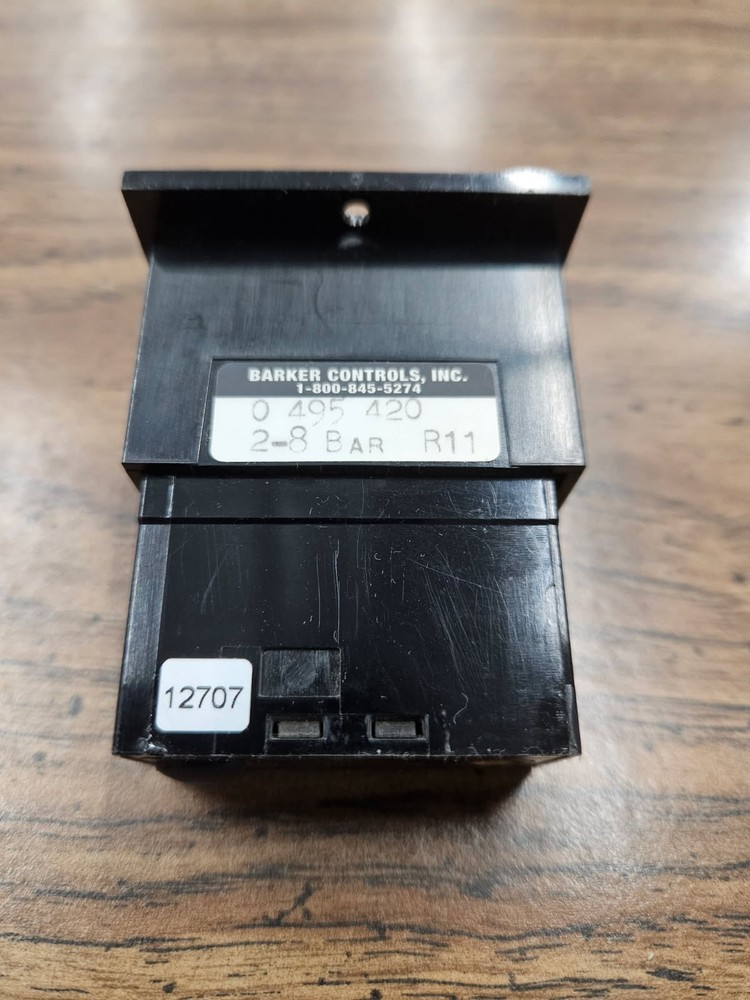 BARKER CONTROLS, INC.
1-800-845-5274
0 495 420
2-8 BAR R11
12707